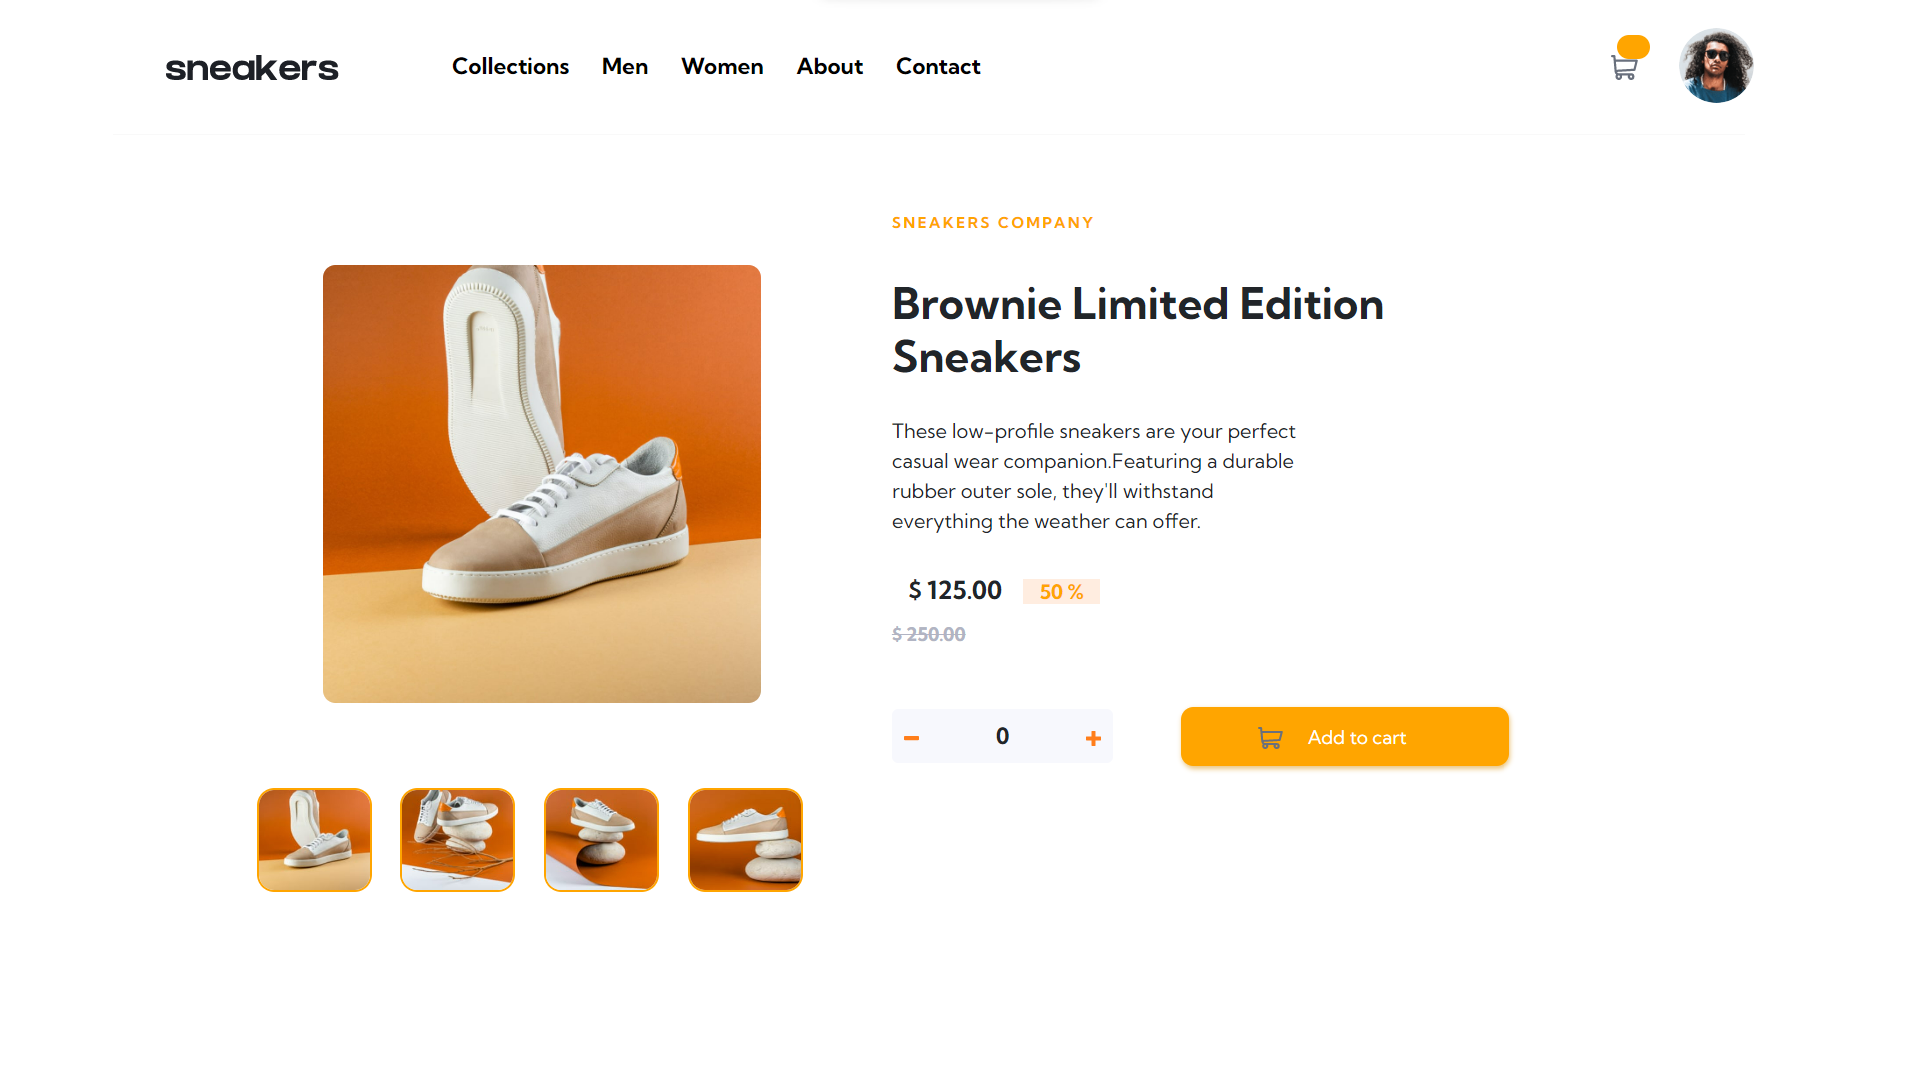 sneakers
Collections Men Women About Contact
SNEAKERS COMPANY
Brownie Limited Edition
Sneakers
These low-profile sneakers are your perfect
casual wear companion.Featuring a durable
rubber outer sole, they'll withstand
everything the weather can offer.
$ 125.00 50 %
$ 250.00
0
Add to cart